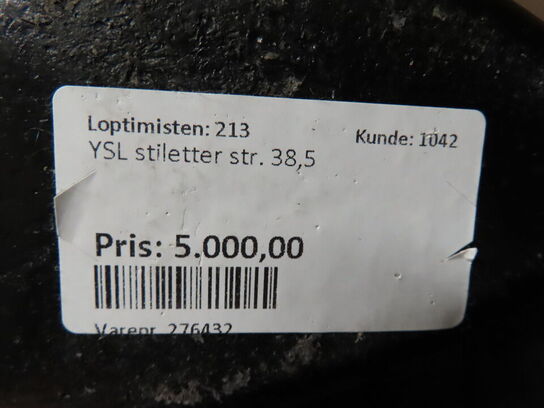 Loptimisten: 213
Kunde: 1042
YSL stiletter str. 38,5
Pris: 5.000,00
Varenr. 276432